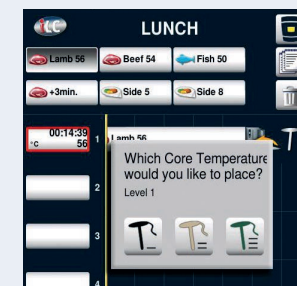 iLC LUNCH
Lamb 56 Beef 54 Fish 50
+3min. Side 5 Side 8
00:14:39
°C 56
1 Lamb 56
Which Core Temperature
would you like to place?
Level 1
2
3
4